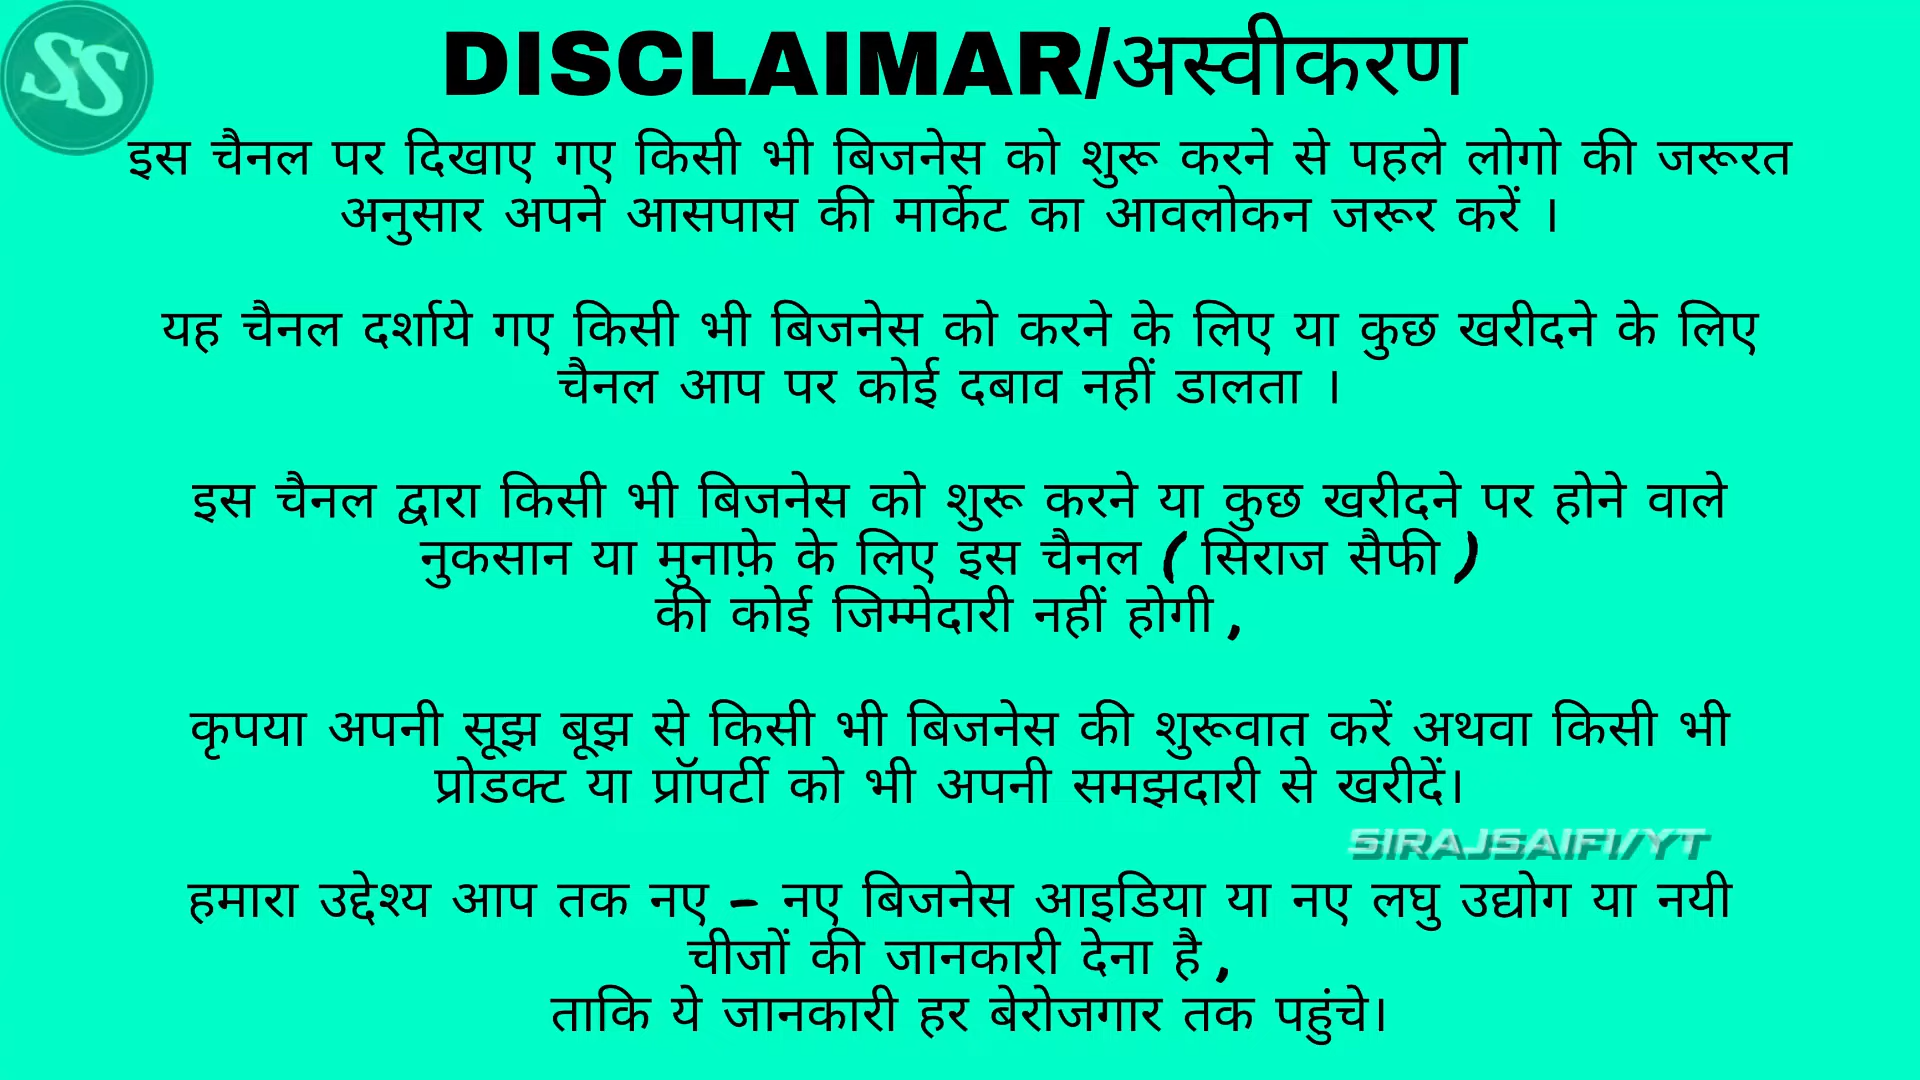 SS
DISCLAIMAR/अस्वीकरण
इस चैनल पर दिखाए गए किसी भी बिजनेस को शुरू करने से पहले लोगो की जरूरत
अनुसार अपने आसपास की मार्केट का आवलोकन जरूर करें ।
यह चैनल दर्शाये गए किसी भी बिजनेस को करने के लिए या कुछ खरीदने के लिए
चैनल आप पर कोई दबाव नहीं डालता ।
इस चैनल द्वारा किसी भी बिजनेस को शुरू करने या कुछ खरीदने पर होने वाले
नुकसान या मुनाफ़े के लिए इस चैनल ( सिराज सैफी )
की कोई जिम्मेदारी नहीं होगी ,
कृपया अपनी सूझ बूझ से किसी भी बिजनेस की शुरूवात करें अथवा किसी भी
प्रोडक्ट या प्रॉपर्टी को भी अपनी समझदारी से खरीदें।
SIRAJSAIFI/YT
हमारा उद्देश्य आप तक नए - नए बिजनेस आइडिया या नए लघु उद्योग या नयी
चीजों की जानकारी देना है ,
ताकि ये जानकारी हर बेरोजगार तक पहुंचे।